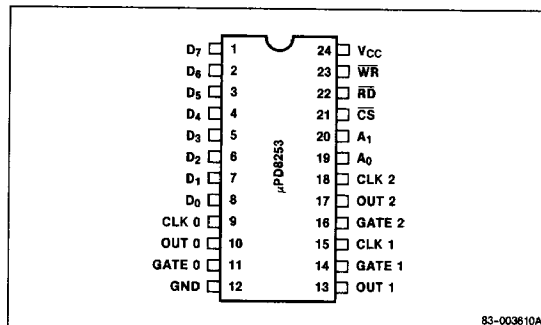 D7 1 24 VCC
D6 2 23 WR
D5 3 22 RD
D4 4 21 CS
D3 5 20 A1
D2 6 19 A0
D1 7 18 CLK 2
D0 8 17 OUT 2
CLK 0 9 16 GATE 2
OUT 0 10 15 CLK 1
GATE 0 11 14 GATE 1
GND 12 13 OUT 1
μPD8253
83-003610A